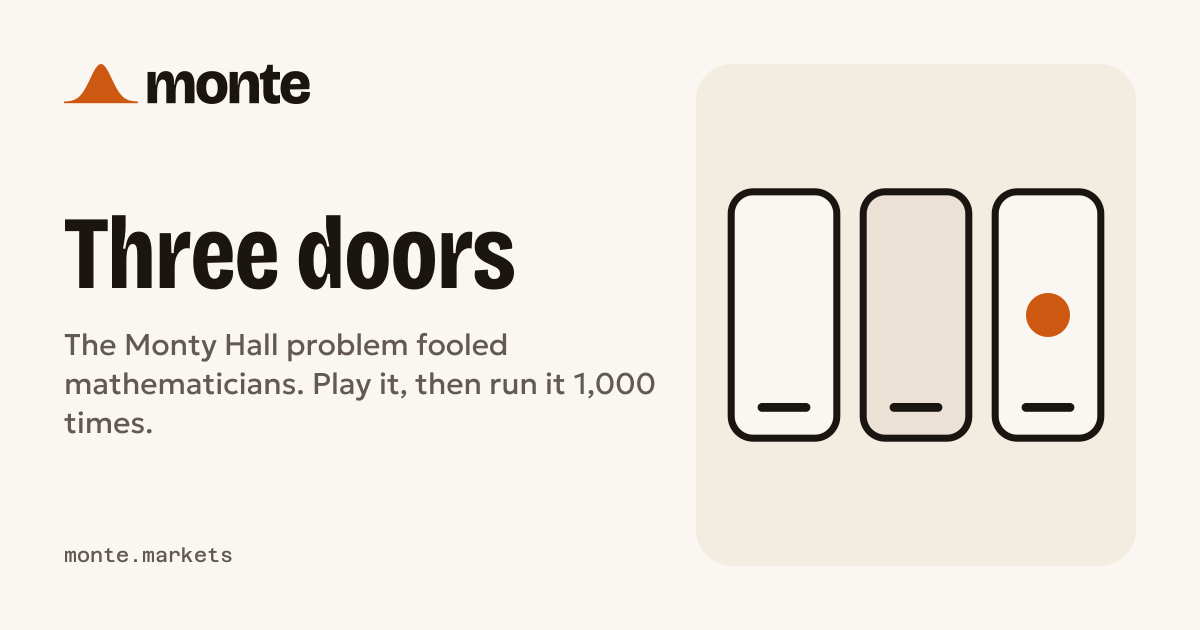 monte
Three doors
The Monty Hall problem fooled
mathematicians. Play it, then run it 1,000
times.
monte.markets